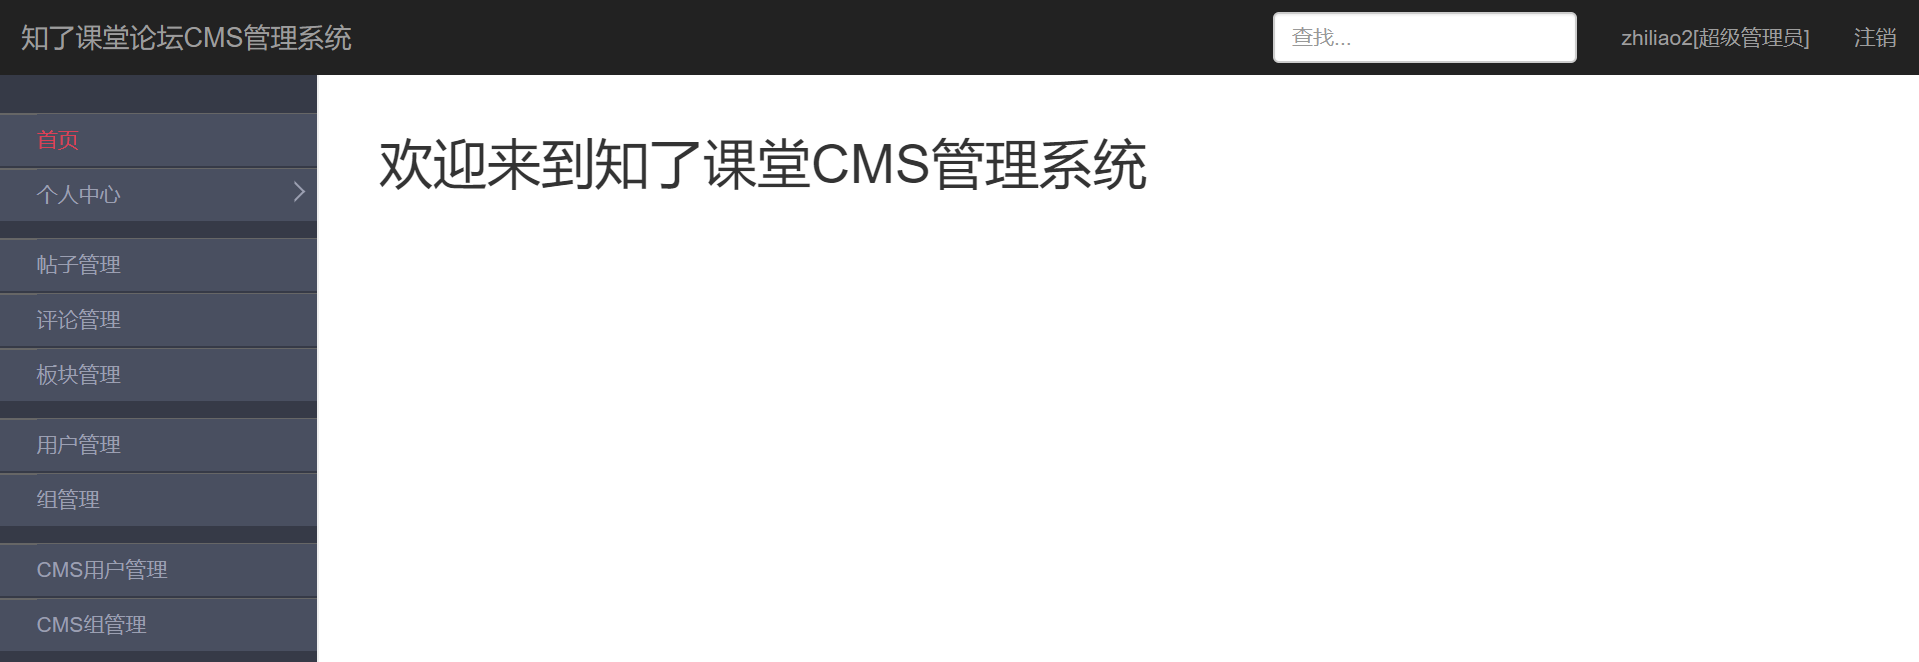 知了课堂论坛CMS管理系统
查找...
zhiliao2[超级管理员]
注销
首页
个人中心
帖子管理
评论管理
板块管理
用户管理
组管理
CMS用户管理
CMS组管理
欢迎来到知了课堂CMS管理系统